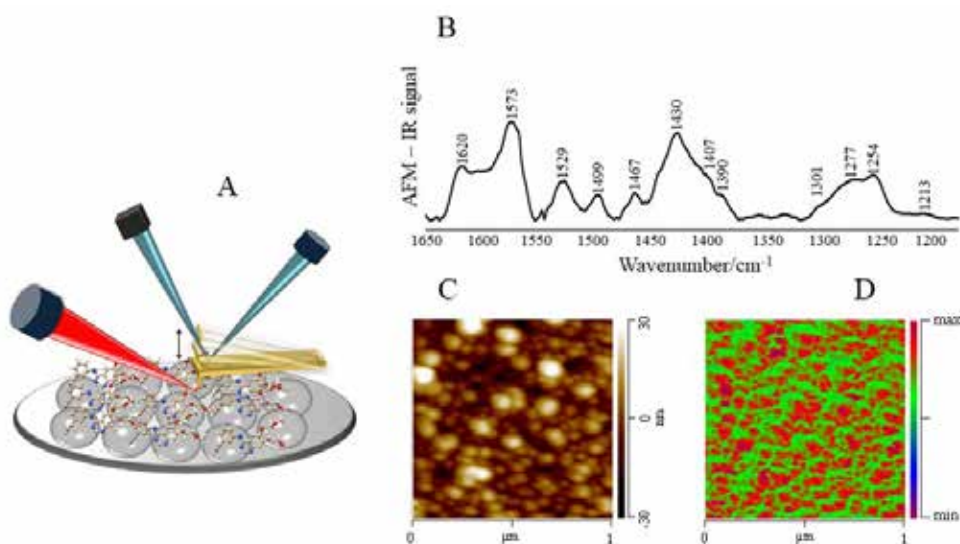 A
B
AFM – IR signal
1620
1573
1529
1499
1467
1430
1407
1390
1301
1277
1254
1213
1650 1600 1550 1500 1450 1400 1350 1300 1250 1200
Wavenumber/cm⁻¹
C
30
0
nm
-30
0 µm 1
D
max
min
0 µm 1